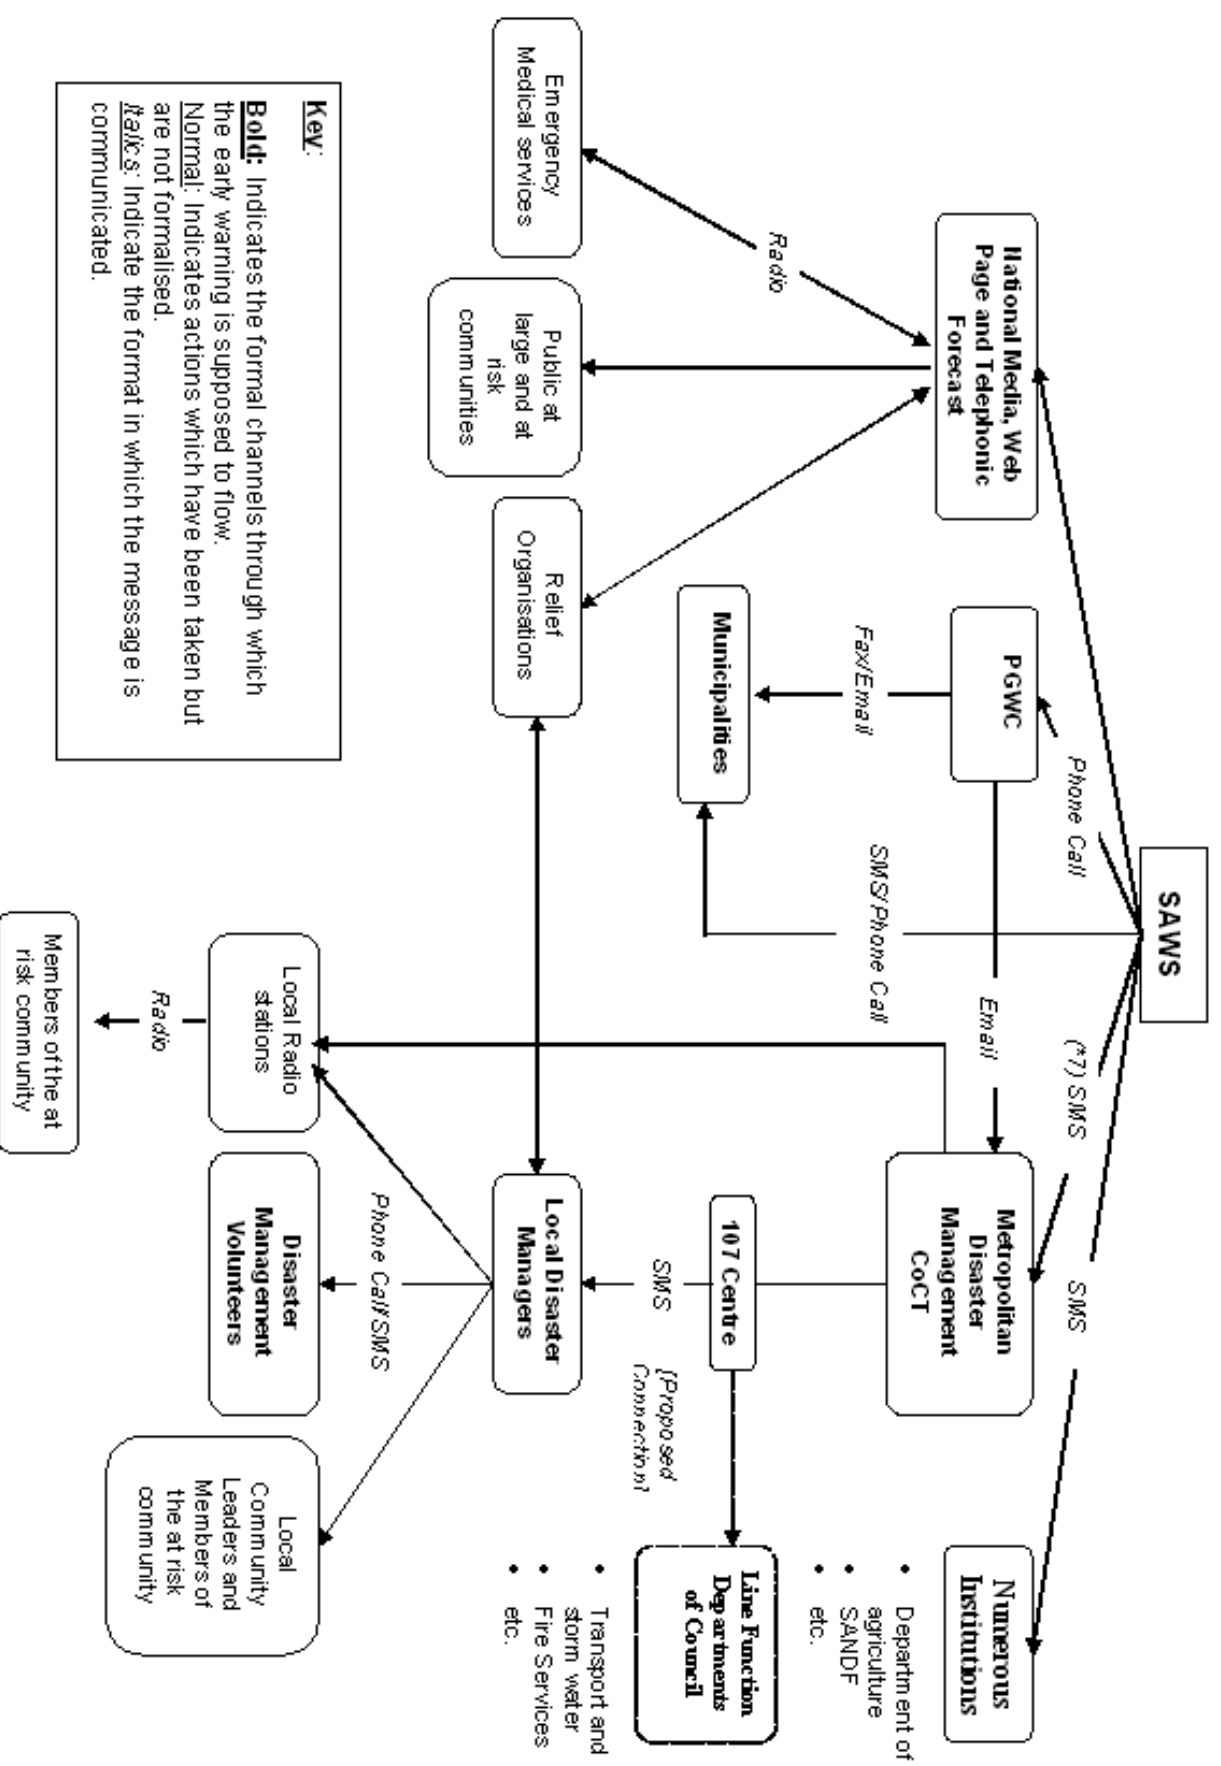 SAWS
Phone Call
(*7) SMS
SMS
National Media, Web
Page and Telephonic
Forecast
PGWC
Email
Metropolitan
Disaster
Management
CoCT
Numerous
Institutions
• Department of
agriculture
• SANDF
• etc.
Radio
Fax/Email
SMS/Phone Call
Municipalities
107 Centre
[Proposed
Connection]
Line Function
Departments
of Council
• Transport and
storm water
• Fire Services
• etc.
SMS
Emergency
Medical services
Public at
large and at
risk
communities
Relief
Organisations
Local Disaster
Managers
Phone Call/SMS
Local Radio
stations
Disaster
Management
Volunteers
Local
Community
Leaders and
Members of
the at risk
community
Radio
Members of the at
risk community
Key:
Bold: Indicates the formal channels through which
the early warning is supposed to flow.
Normal: Indicates actions which have been taken but
are not formalised.
Italics: Indicate the format in which the message is
communicated.